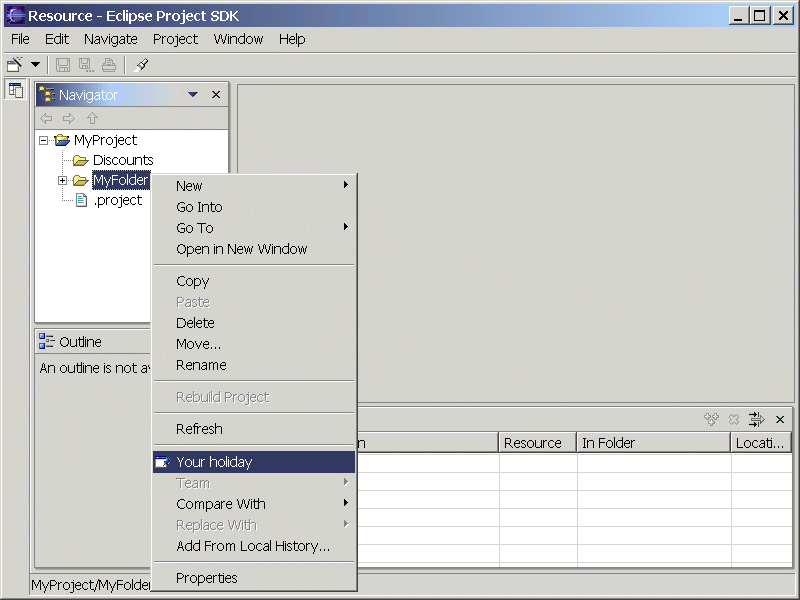 Resource - Eclipse Project SDK
File Edit Navigate Project Window Help
Navigator
MyProject
Discounts
MyFolder
.project
New
Go Into
Go To
Open in New Window
Copy
Paste
Delete
Move...
Rename
Rebuild Project
Refresh
Your holiday
Team
Compare With
Replace With
Add From Local History...
Properties
Outline
An outline is not av
n Resource In Folder Locati...
MyProject/MyFolder